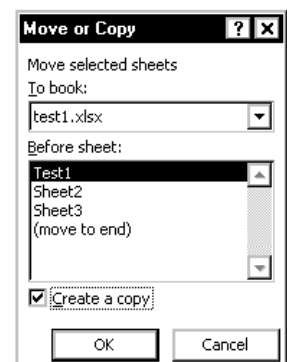 Move or Copy ? X
Move selected sheets
To book:
test1.xlsx
Before sheet:
Test1
Sheet2
Sheet3
(move to end)
Create a copy
OK Cancel